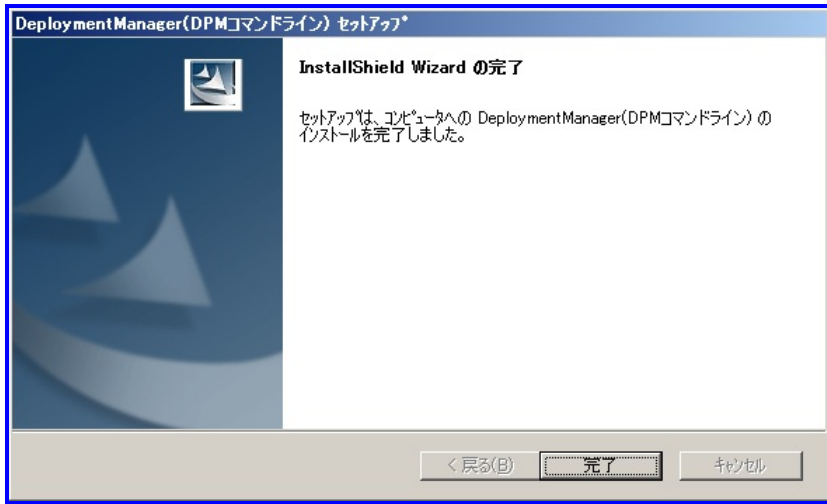 DeploymentManager(DPMコマンドライン) セットアップ
InstallShield Wizard の完了
セットアップは、コンピュータへの DeploymentManager(DPMコマンドライン) の
インストールを完了しました。
< 戻る(B)
完了
キャンセル